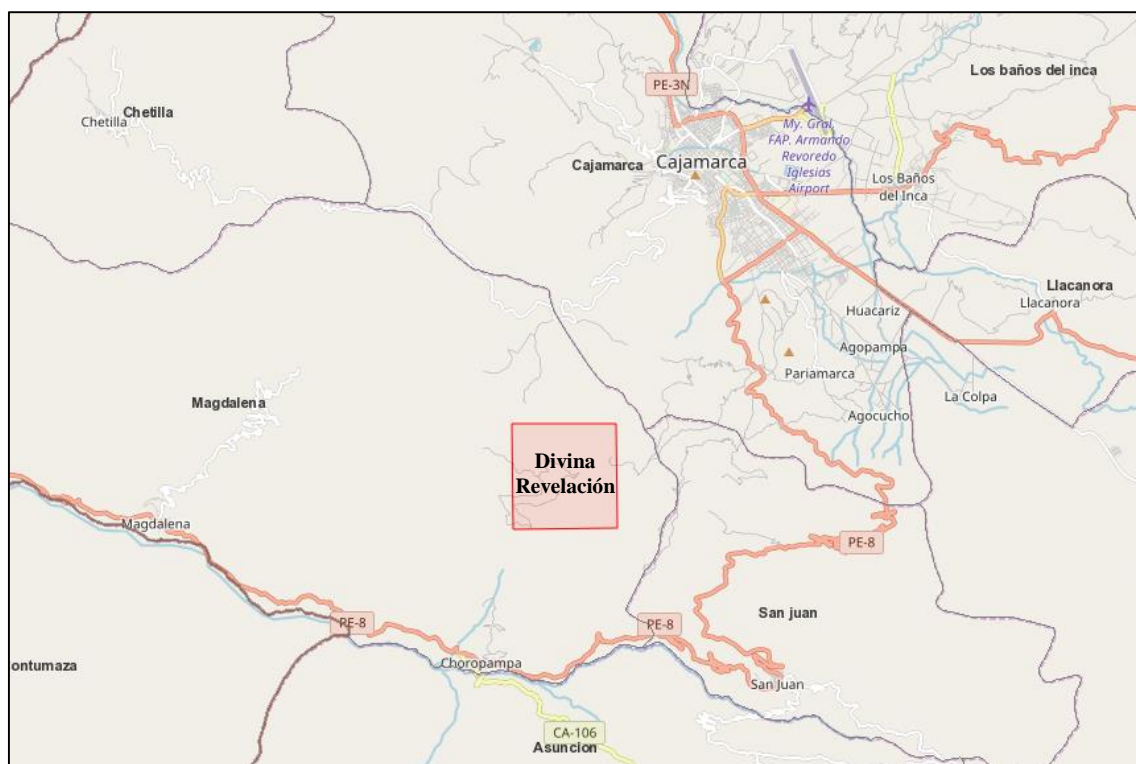 PE-3N
Los baños del inca
Chetilla
Chetilla
My. Gral.
FAP. Armando
Revoredo
Iglesias
Airport
Cajamarca
Cajamarca
Los Baños
del Inca
Llacanora
Llacanora
Huacariz
Agopampa
Pariamarca
La Colpa
Agocucho
Magdalena
Divina
Revelación
Magdalena
PE-8
San juan
PE-8
PE-8
ontumaza
Choropampa
San Juan
CA-106
Asuncion